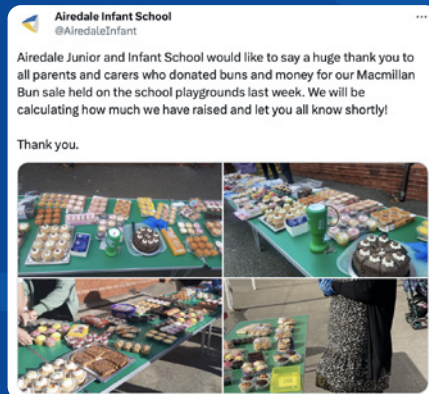 Airedale Infant School
@AiredaleInfant
Airedale Junior and Infant School would like to say a huge thank you to
all parents and carers who donated buns and money for our Macmillan
Bun sale held on the school playgrounds last week. We will be
calculating how much we have raised and let you all know shortly!
Thank you.